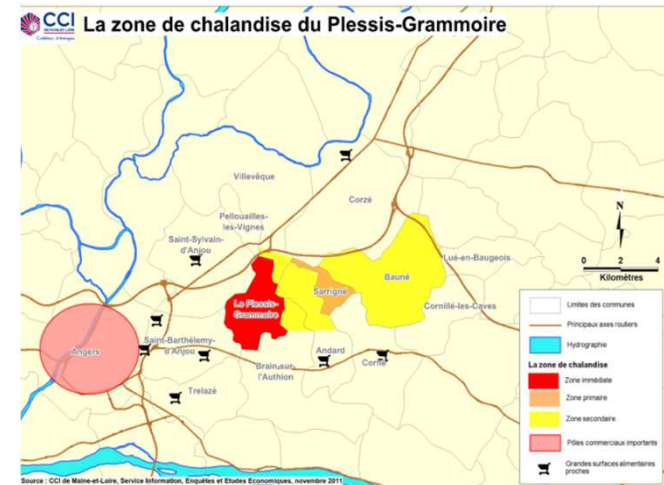 CCI
MAINE-ET-LOIRE
La zone de chalandise du Plessis-Grammoire
Villevêque
Corzé
Pellouailles-
les-Vignes
Saint-Sylvain-
d'Anjou
Lué-en-Baugeois
Bauné
Sarrigné
Le Plessis-
Grammoire
Cornillé-les-Caves
Angers
Saint-Barthélemy-
d'Anjou
Andard
Corné
Brain-sur-
l'Authion
Trelazé
N
0 2 4
Kilomètres
Limites des communes
Principaux axes routiers
Hydrographie
La zone de chalandise
Zone immédiate
Zone primaire
Zone secondaire
Pôles commerciaux importants
Grandes surfaces alimentaires
proches
Source : CCI de Maine-et-Loire, Service Information, Enquêtes et Etudes Economiques, novembre 2011